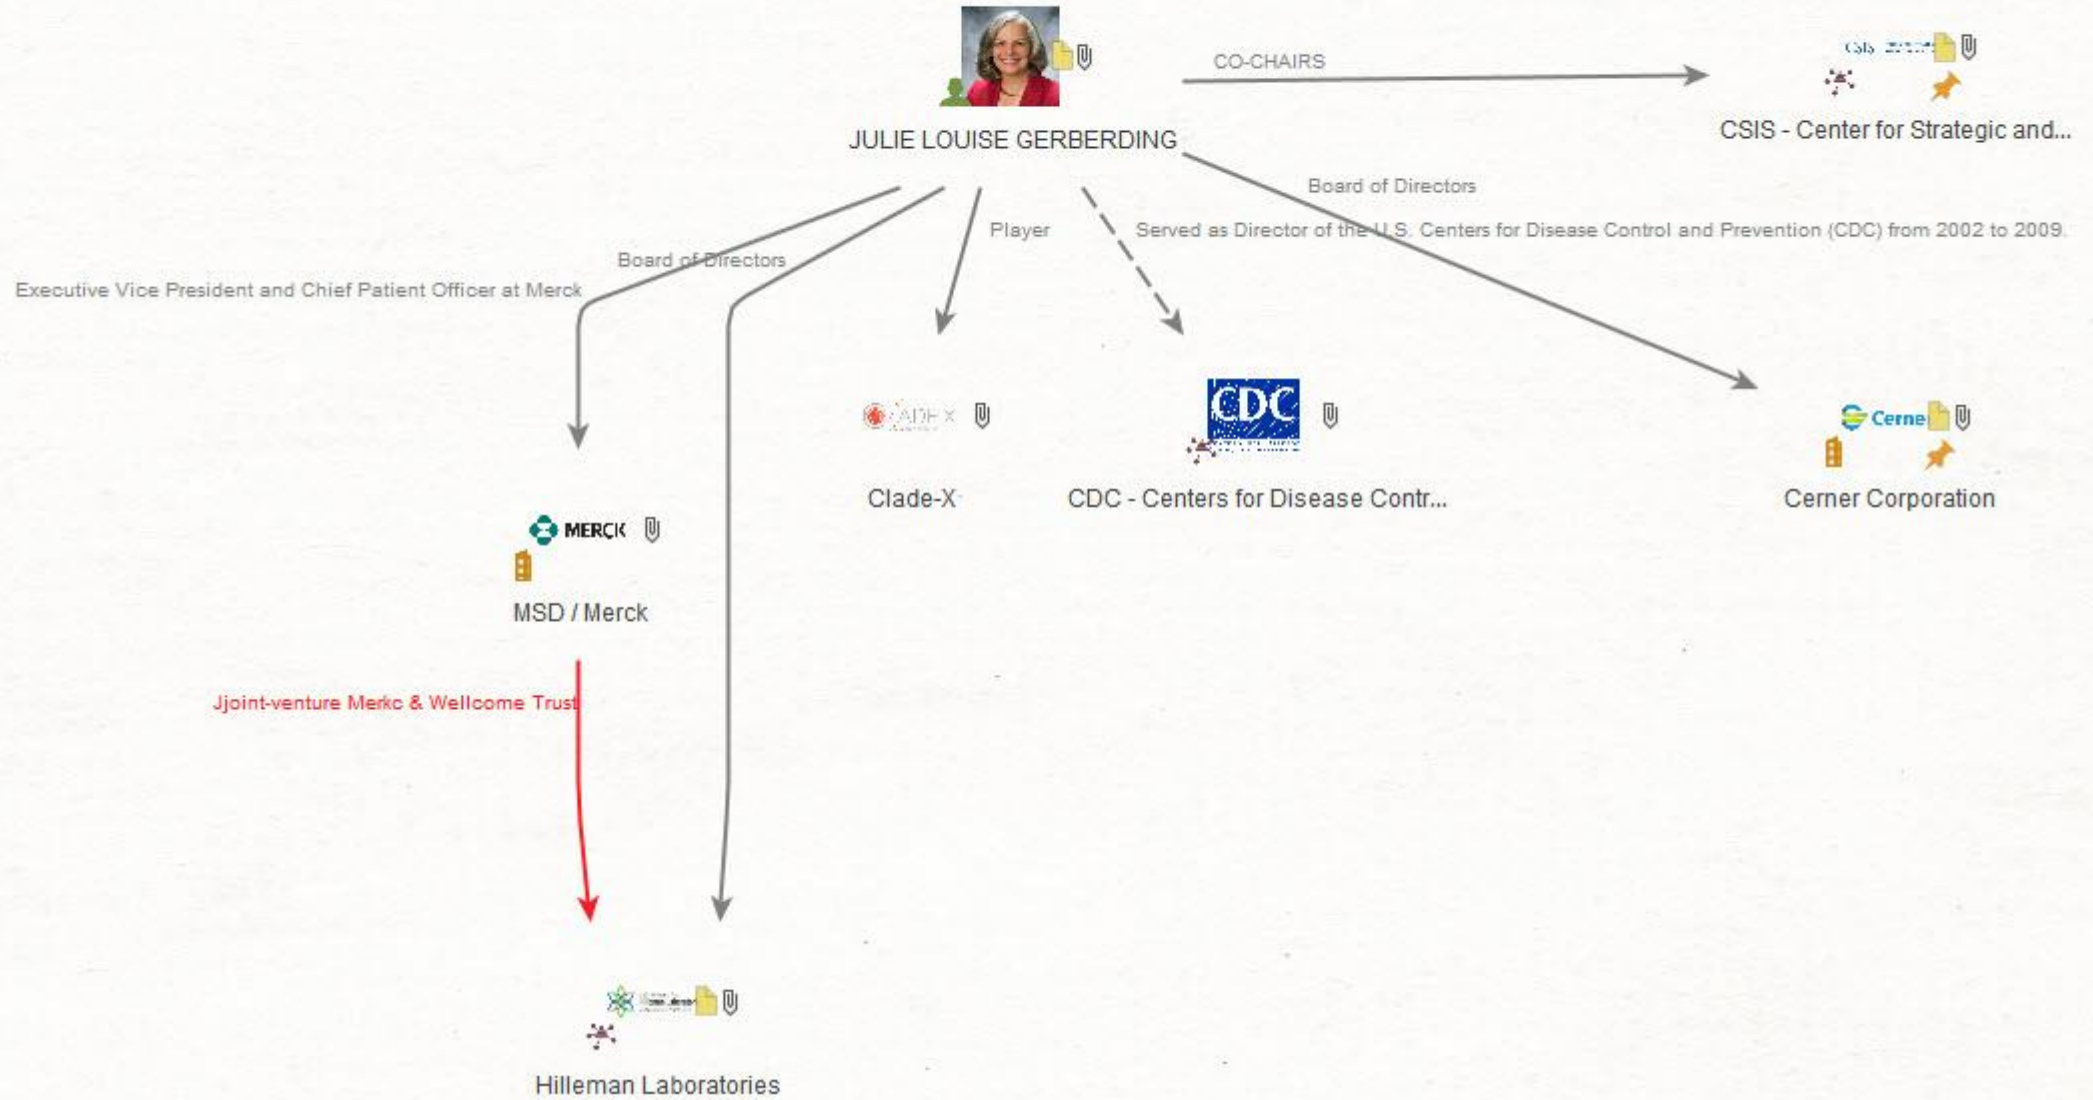 CO-CHAIRS
CSIS
CSIS - Center for Strategic and...
JULIE LOUISE GERBERDING
Board of Directors
Player
Served as Director of the U.S. Centers for Disease Control and Prevention (CDC) from 2002 to 2009.
Board of Directors
Executive Vice President and Chief Patient Officer at Merck
CDC
Cerne
Clade-X
CDC - Centers for Disease Contr...
Cerner Corporation
MERCK
MSD / Merck
Jjoint-venture Merkc & Wellcome Trust
Hilleman Laboratories